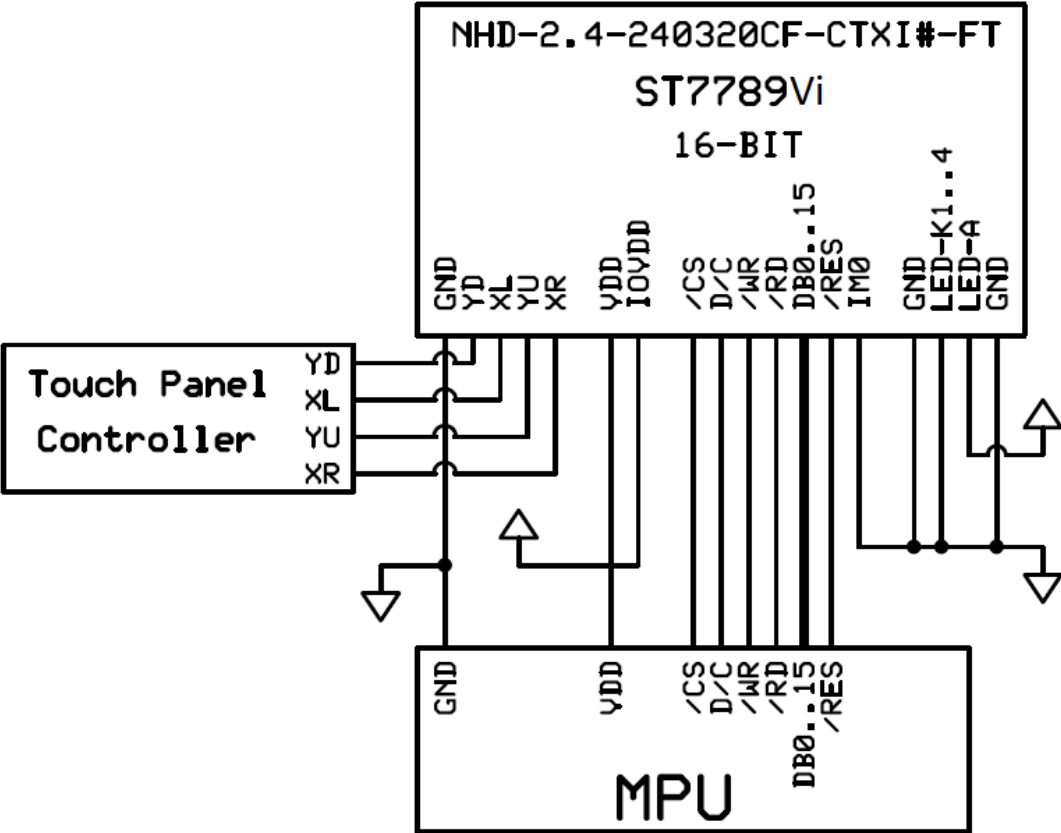 NHD-2.4-240320CF-CTXI#-FT
ST7789Vi
16-BIT
GND
YD
XL
YU
XR
VDD
IOVDD
/CS
D/C
/WR
/RD
DB0..15
/RES
IM0
GND
LED-K1..4
LED-A
GND
Touch Panel
Controller
YD
XL
YU
XR
GND
VDD
/CS
D/C
/WR
/RD
DB0..15
/RES
MPU